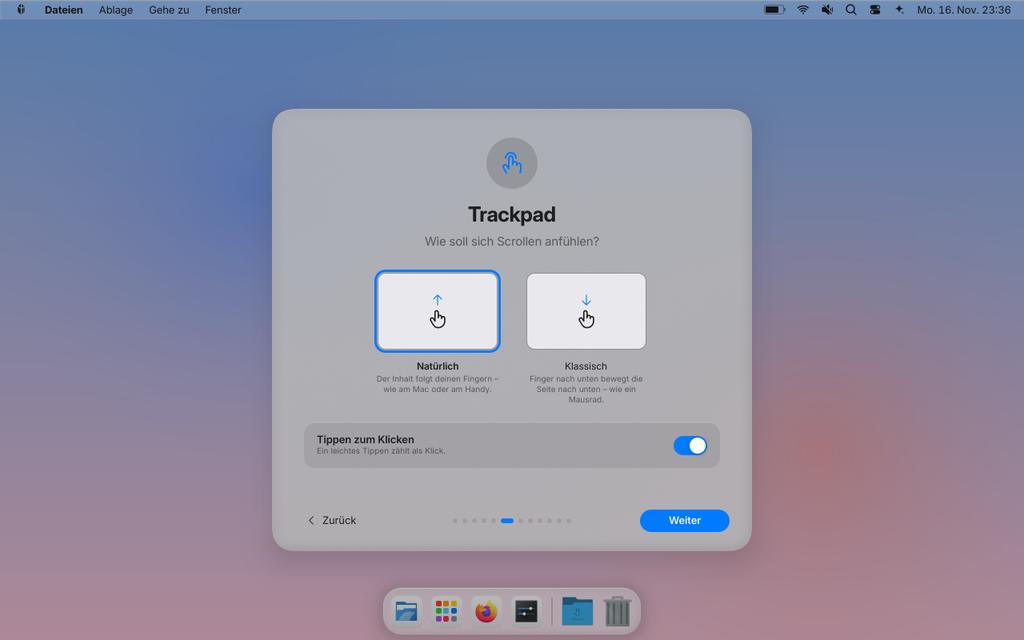 Dateien Ablage Gehe zu Fenster Mo. 16. Nov. 23:36
Trackpad
Wie soll sich Scrollen anfühlen?
Natürlich
Der Inhalt folgt deinen Fingern –
wie am Mac oder am Handy.
Klassisch
Finger nach unten bewegt die
Seite nach unten – wie ein
Mausrad.
Tippen zum Klicken
Ein leichtes Tippen zählt als Klick.
Zurück
Weiter